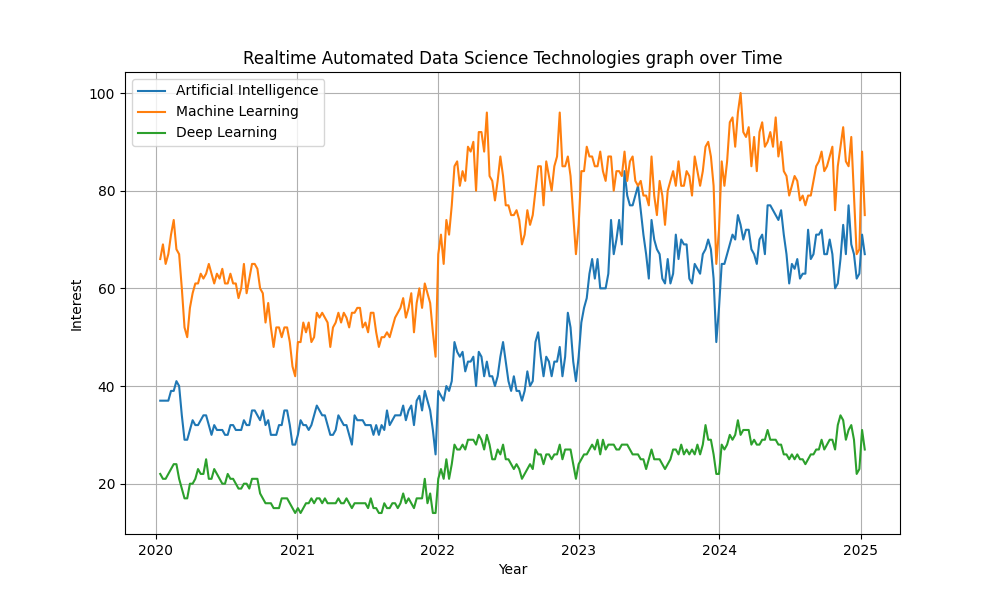 Realtime Automated Data Science Technologies graph over Time
Artificial Intelligence
Machine Learning
Deep Learning
100
80
60
40
20
Interest
2020 2021 2022 2023 2024 2025
Year